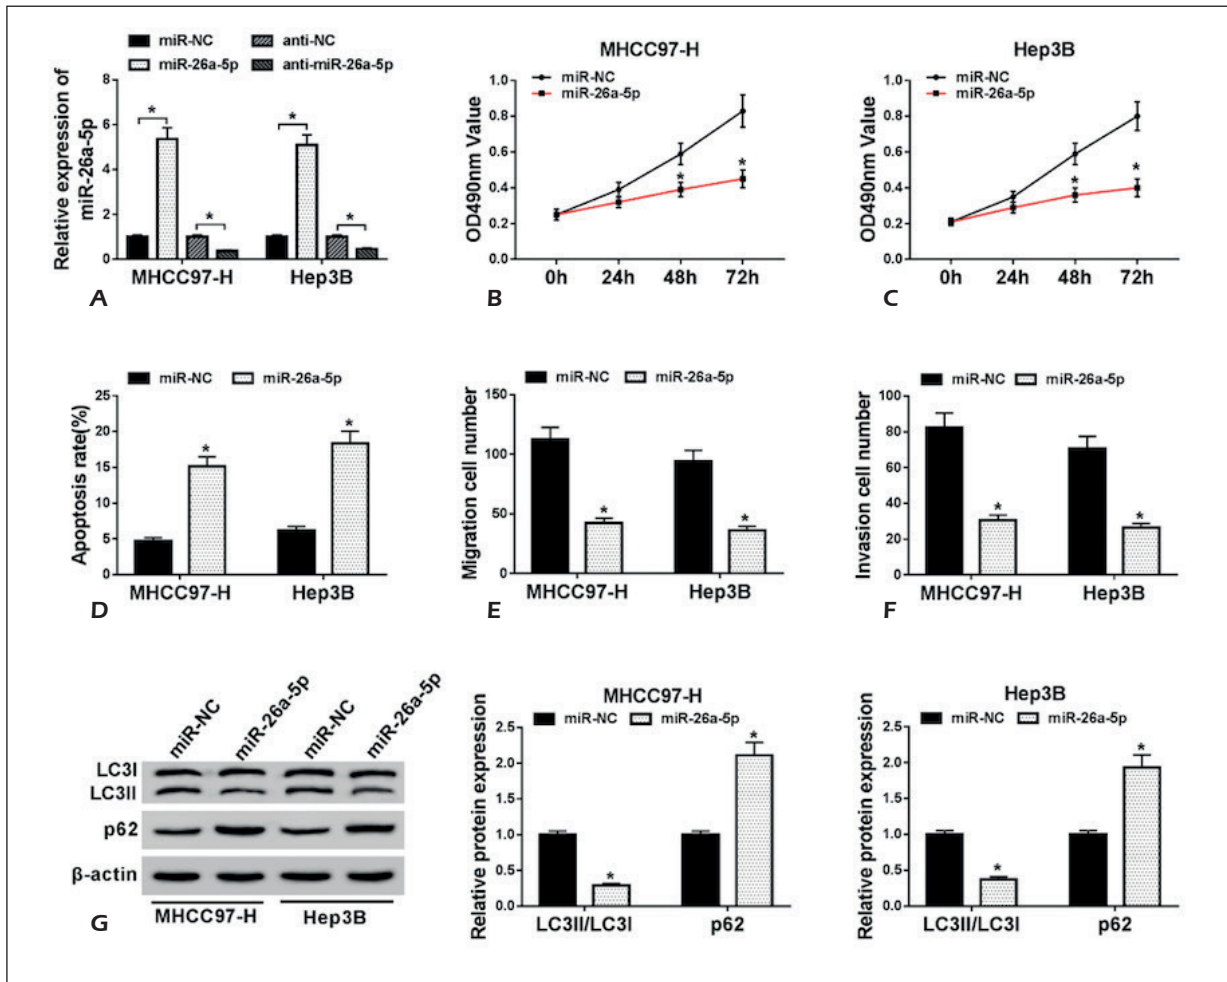 miR-NC anti-NC
miR-26a-5p anti-miR-26a-5p
Relative expression of
miR-26a-5p
8
6
4
2
0
* * * *
MHCC97-H Hep3B
A
MHCC97-H
miR-NC
miR-26a-5p
OD490nm Value
1.0
0.8
0.6
0.4
0.2
0.0
* *
0h 24h 48h 72h
B
Hep3B
miR-NC
miR-26a-5p
OD490nm Value
1.0
0.8
0.6
0.4
0.2
0.0
* *
0h 24h 48h 72h
C
miR-NC miR-26a-5p
Apoptosis rate(%)
25
20
15
10
5
0
* *
MHCC97-H Hep3B
D
miR-NC miR-26a-5p
Migration cell number
150
100
50
0
* *
MHCC97-H Hep3B
E
miR-NC miR-26a-5p
Invasion cell number
100
80
60
40
20
0
* *
MHCC97-H Hep3B
F
miR-NC miR-26a-5p miR-NC miR-26a-5p
LC3I
LC3II
p62
β-actin
MHCC97-H Hep3B
G
MHCC97-H
miR-NC miR-26a-5p
Relative protein expression
2.5
2.0
1.5
1.0
0.5
0.0
* *
LC3II/LC3I p62
Hep3B
miR-NC miR-26a-5p
Relative protein expression
2.5
2.0
1.5
1.0
0.5
0.0
* *
LC3II/LC3I p62